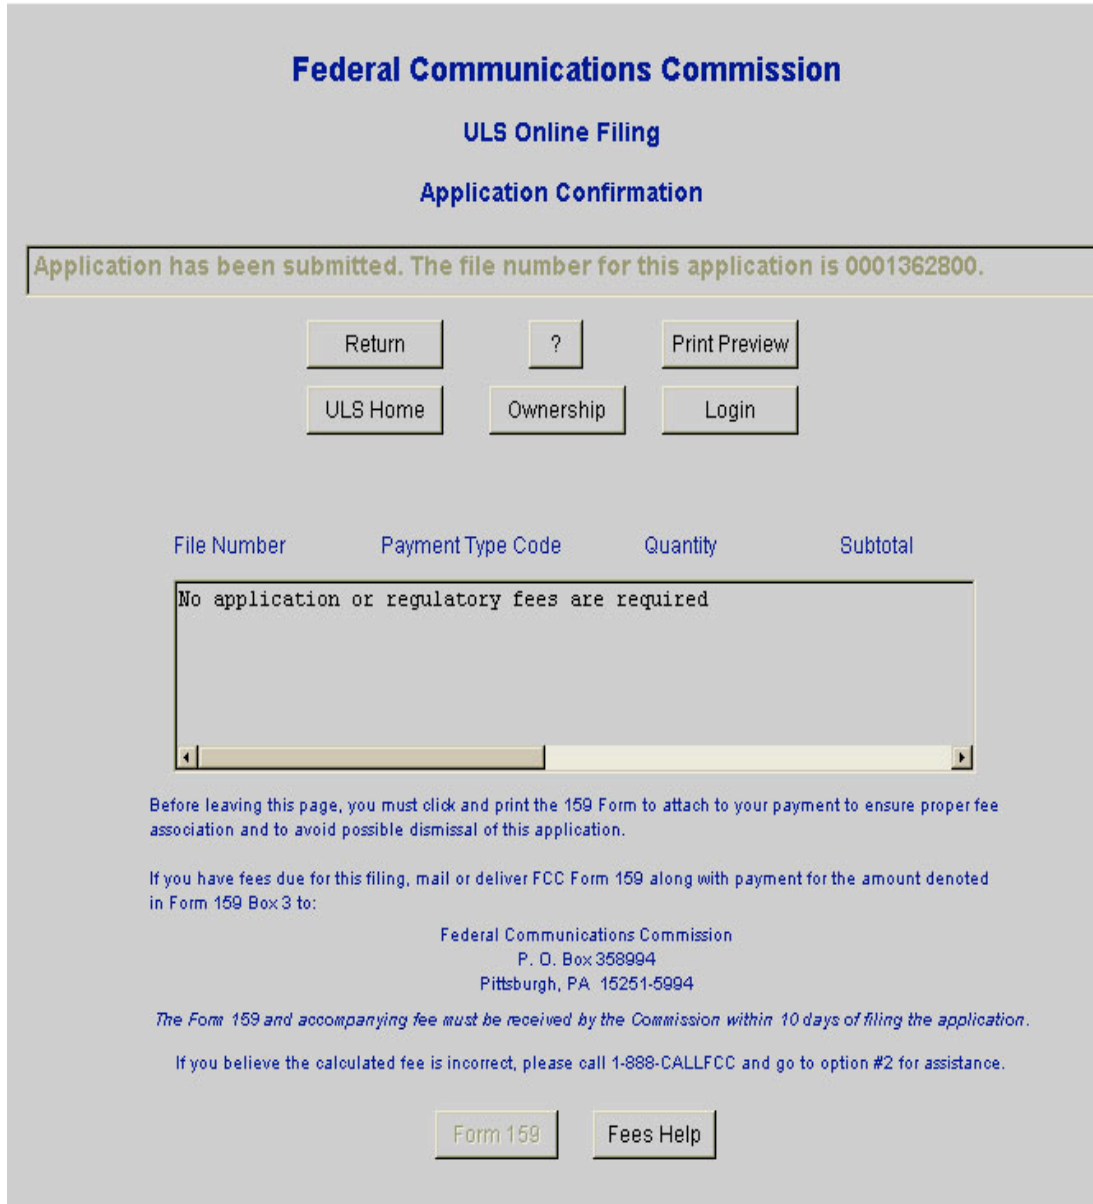 Federal Communications Commission
ULS Online Filing
Application Confirmation
Application has been submitted. The file number for this application is 0001362800.
Return ? Print Preview
ULS Home Ownership Login
File Number Payment Type Code Quantity Subtotal
No application or regulatory fees are required
Before leaving this page, you must click and print the 159 Form to attach to your payment to ensure proper fee
association and to avoid possible dismissal of this application.
If you have fees due for this filing, mail or deliver FCC Form 159 along with payment for the amount denoted
in Form 159 Box 3 to:
Federal Communications Commission
P. O. Box 358994
Pittsburgh, PA 15251-5994
The Form 159 and accompanying fee must be received by the Commission within 10 days of filing the application.
If you believe the calculated fee is incorrect, please call 1-888-CALLFCC and go to option #2 for assistance.
Form 159 Fees Help